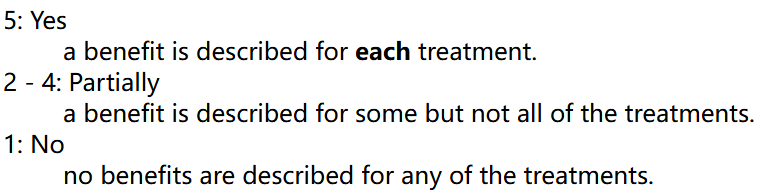 5: Yes
a benefit is described for each treatment.
2 - 4: Partially
a benefit is described for some but not all of the treatments.
1: No
no benefits are described for any of the treatments.